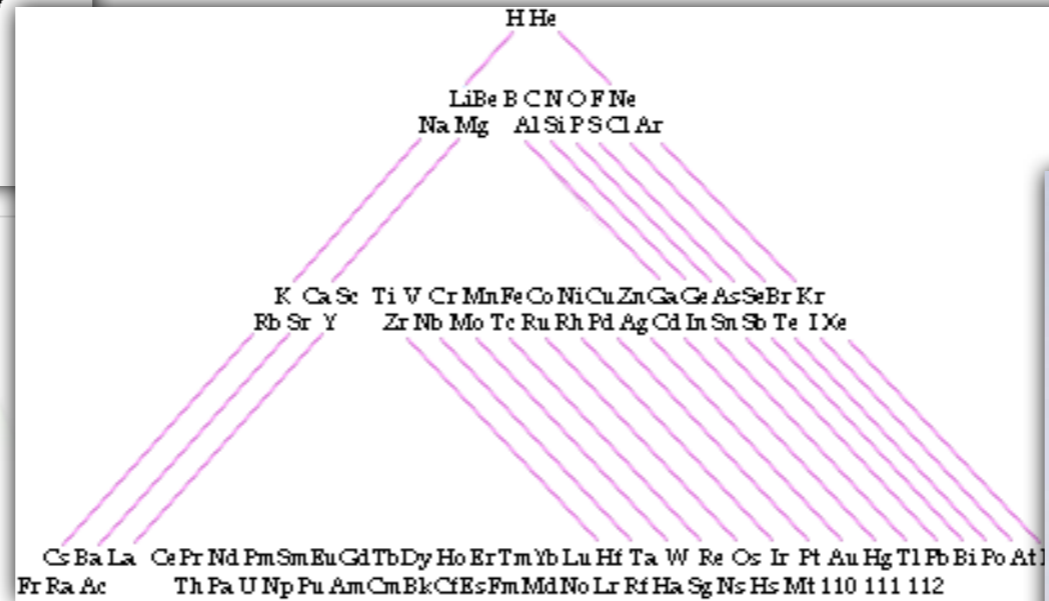 H He
Li Be B C N O F Ne
Na Mg Al Si P S Cl Ar
K Ca Sc Ti V Cr Mn Fe Co Ni Cu Zn Ga Ge As Se Br Kr
Rb Sr Y Zr Nb Mo Tc Ru Rh Pd Ag Cd In Sn Sb Te I Xe
Cs Ba La Ce Pr Nd Pm Sm Eu Gd Tb Dy Ho Er Tm Yb Lu Hf Ta W Re Os Ir Pt Au Hg Tl Pb Bi Po At
Fr Ra Ac Th Pa U Np Pu Am Cm Bk Cf Es Fm Md No Lr Rf Ha Sg Ns Hs Mt 110 111 112